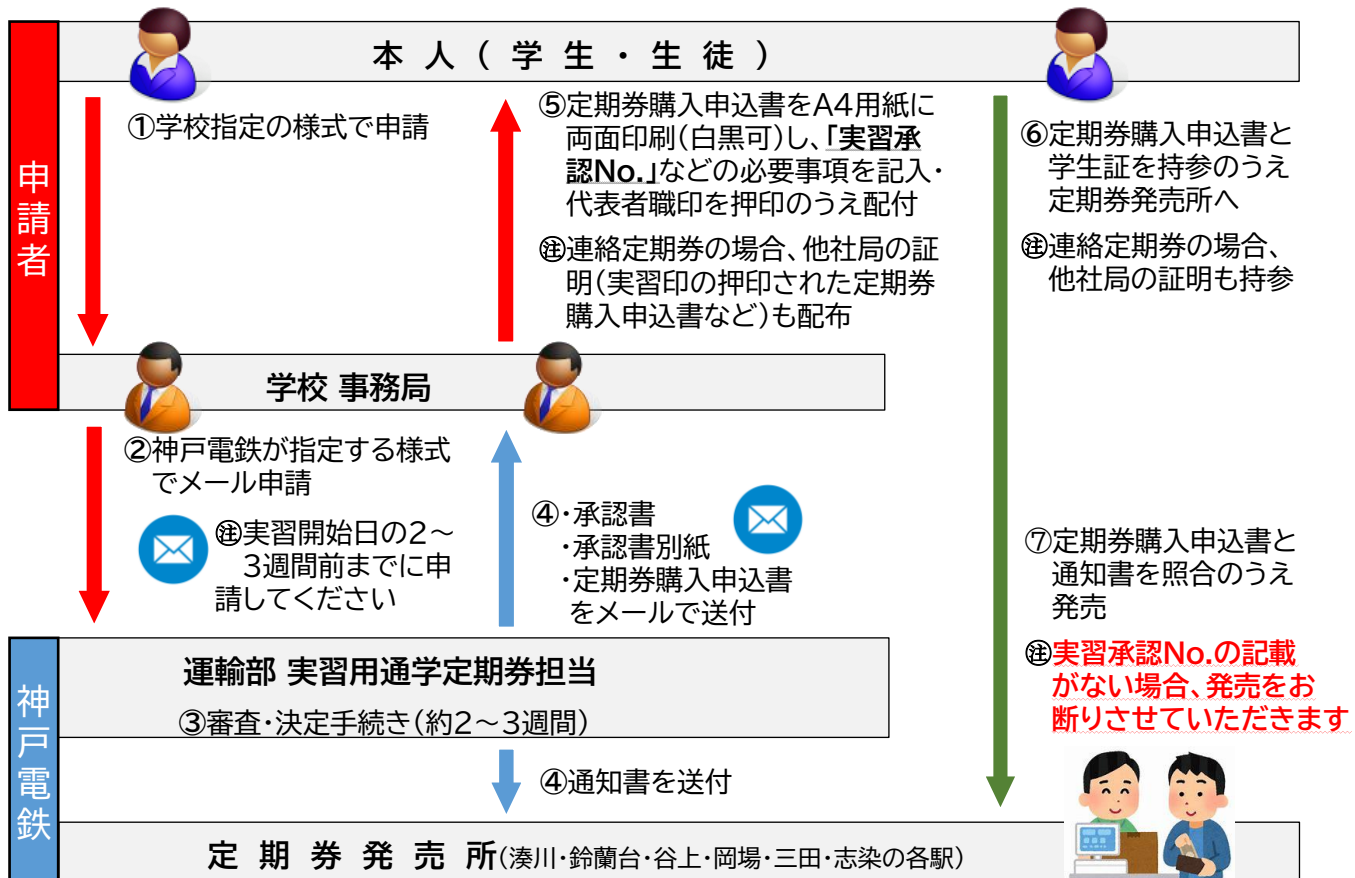 本人(学生・生徒)
申請者
①学校指定の様式で申請
⑤定期券購入申込書をA4用紙に
両面印刷(白黒可)し、「実習承
認No.」などの必要事項を記入・
代表者職印を押印のうえ配付
㊟連絡定期券の場合、他社局の証
明(実習印の押印された定期券
購入申込書など)も配布
⑥定期券購入申込書と
学生証を持参のうえ
定期券発売所へ
㊟連絡定期券の場合、
他社局の証明も持参
学校 事務局
②神戸電鉄が指定する様式
でメール申請
㊟実習開始日の2～
3週間前までに申
請してください
④・承認書
・承認書別紙
・定期券購入申込書
をメールで送付
⑦定期券購入申込書と
通知書を照合のうえ
発売
㊟実習承認No.の記載
がない場合、発売をお
断りさせていただきます
神戸電鉄
運輸部 実習用通学定期券担当
③審査・決定手続き(約2～3週間)
④通知書を送付
定期券発売所(湊川・鈴蘭台・谷上・岡場・三田・志染の各駅)